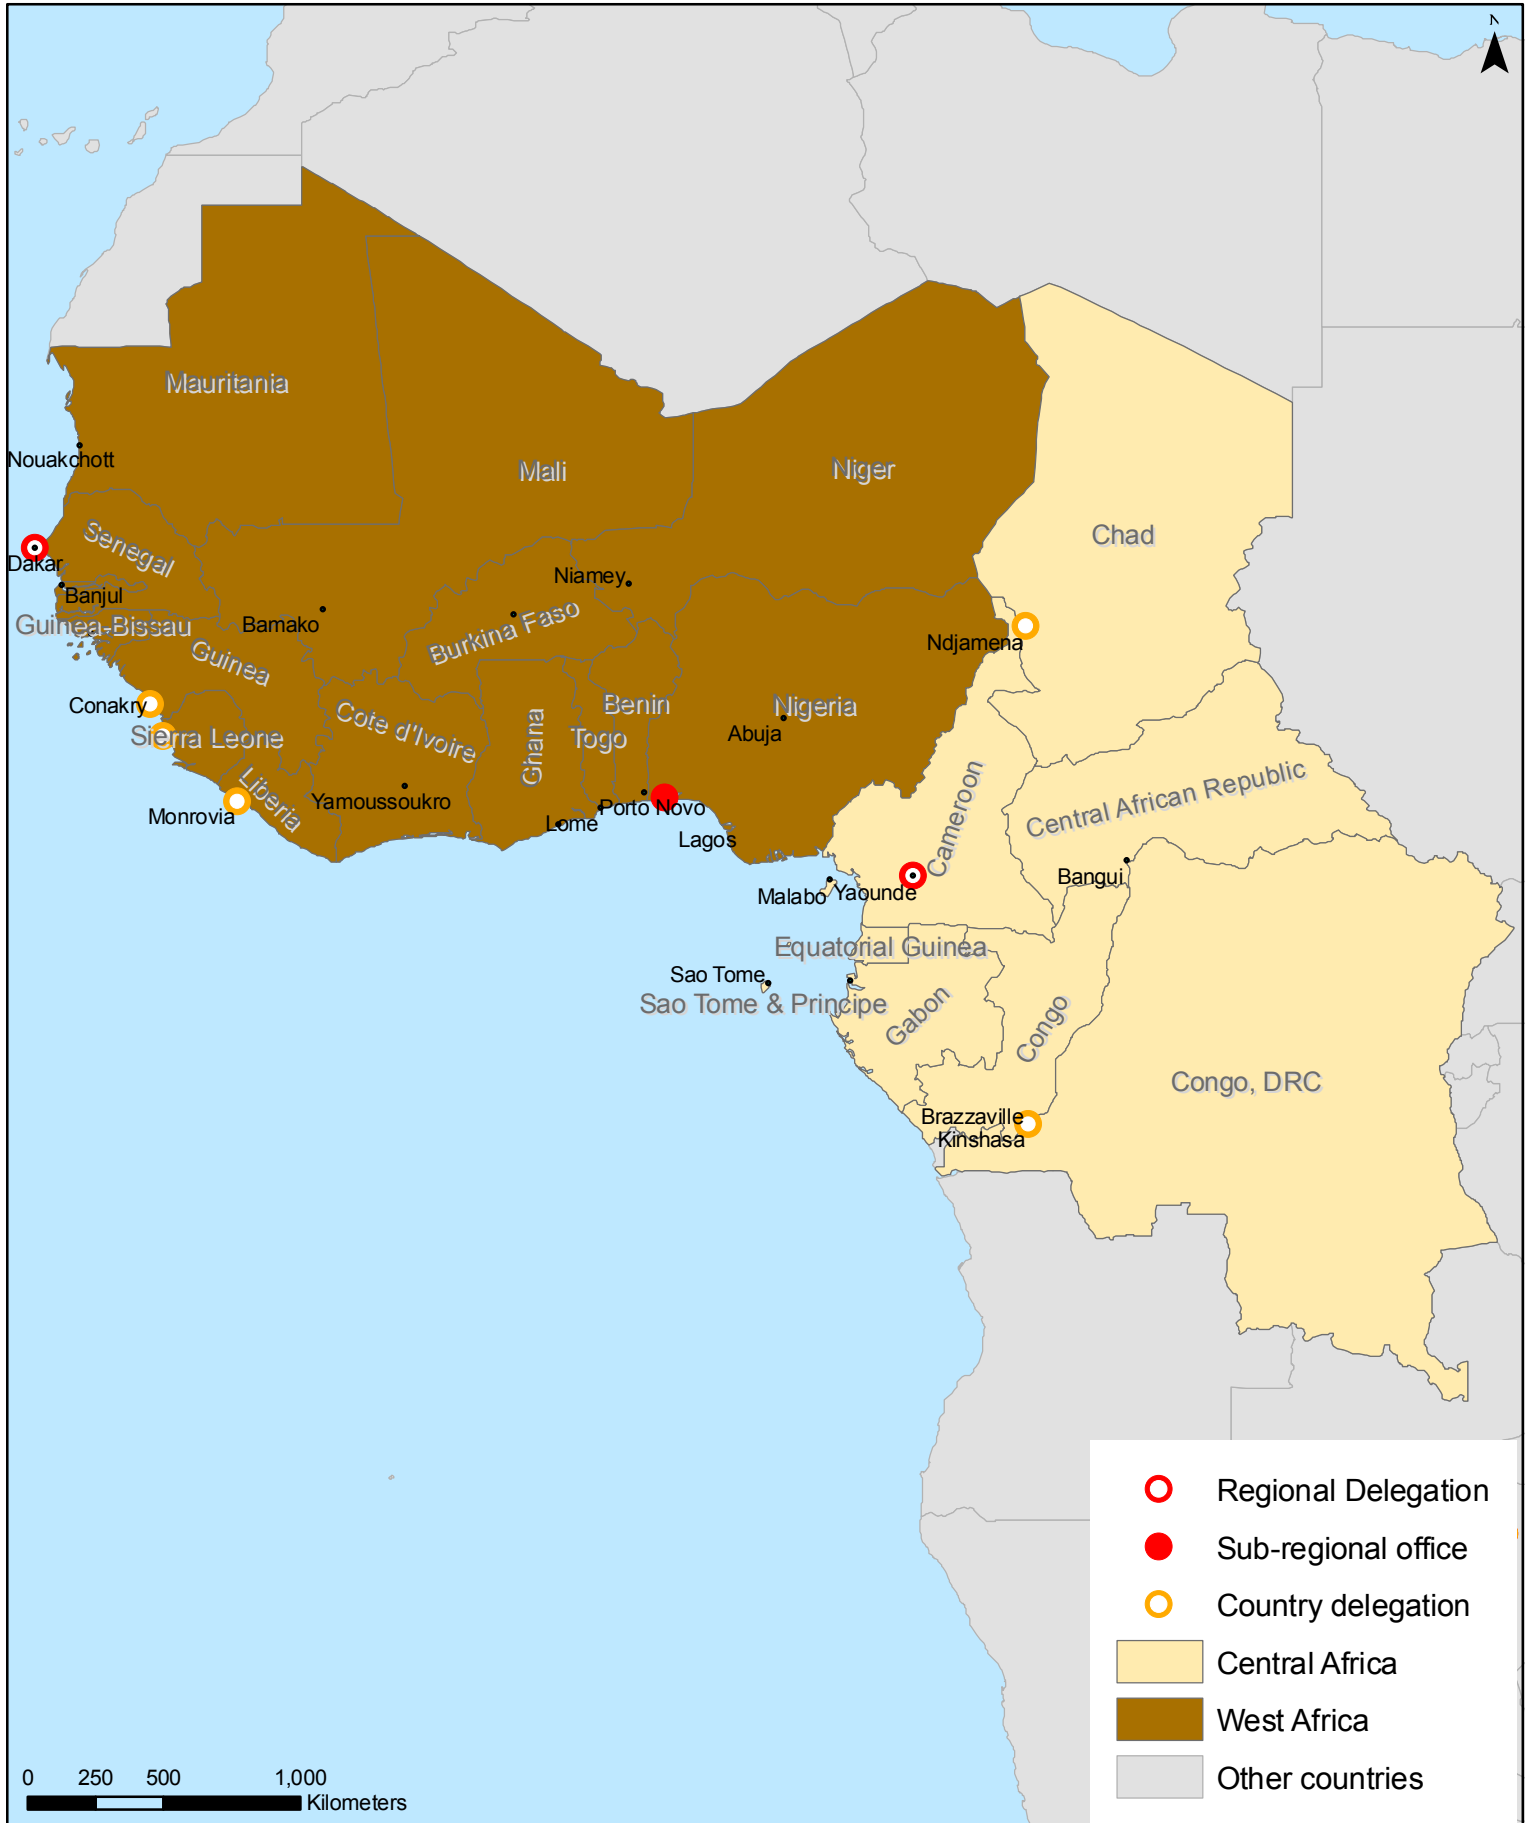 N
Mauritania
Nouakchott
Mali
Niger
Chad
Senegal
Dakar
Banjul
Niamey
Guinea-Bissau
Bamako
Burkina Faso
Ndjamena
Guinea
Conakry
Benin
Nigeria
Cote d'Ivoire
Ghana
Togo
Abuja
Sierra Leone
Liberia
Yamoussoukro
Monrovia
Porto Novo
Lome
Lagos
Cameroon
Central African Republic
Bangui
Malabo
Yaounde
Equatorial Guinea
Sao Tome
Sao Tome & Principe
Gabon
Congo
Congo, DRC
Brazzaville
Kinshasa
Regional Delegation
Sub-regional office
Country delegation
Central Africa
West Africa
Other countries
0 250 500 1,000
Kilometers